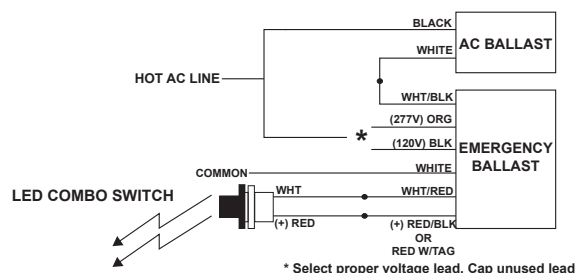 BLACK
AC BALLAST
WHITE
HOT AC LINE
WHT/BLK
(277V) ORG
*
(120V) BLK
EMERGENCY
BALLAST
COMMON
WHITE
LED COMBO SWITCH
WHT
WHT/RED
(+) RED
(+) RED/BLK
OR
RED W/TAG
* Select proper voltage lead. Cap unused lead